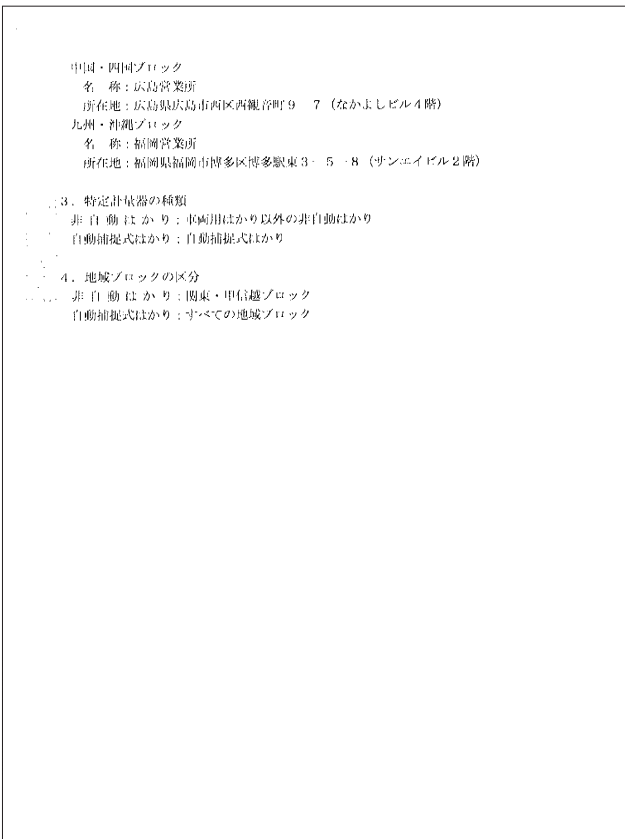 中国・四国ブロック
名　称：広島営業所
所在地：広島県広島市西区西観音町９－７（なかよしビル４階）
九州・沖縄ブロック
名　称：福岡営業所
所在地：福岡県福岡市博多区博多駅東３－５－８（サンエイビル２階）
３．特定計量器の種類
非 自 動 は か り：車両用はかり以外の非自動はかり
自動捕捉式はかり：自動捕捉式はかり
４．地域ブロックの区分
非 自 動 は か り：関東・甲信越ブロック
自動捕捉式はかり：すべての地域ブロック